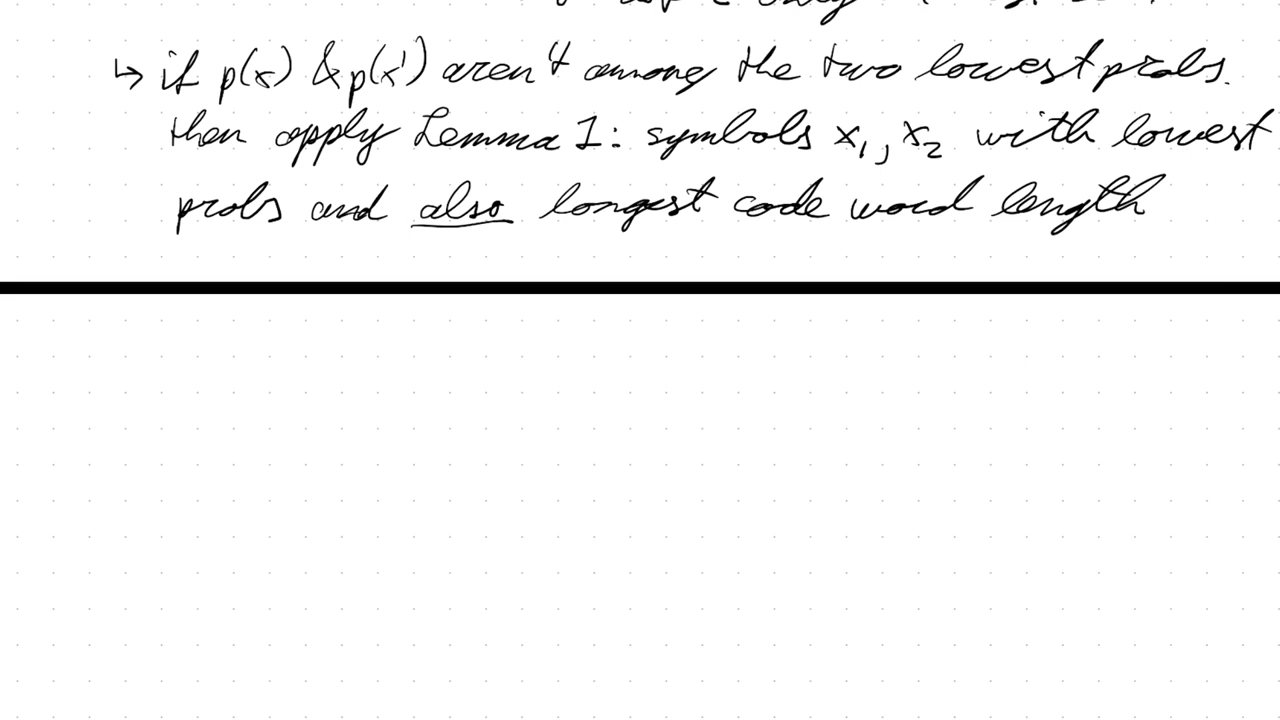 ↳ if p(x) & p(x') aren't among the two lowest probs.
then apply Lemma 1: symbols x₁, x₂ with lowest
probs and also longest code word length